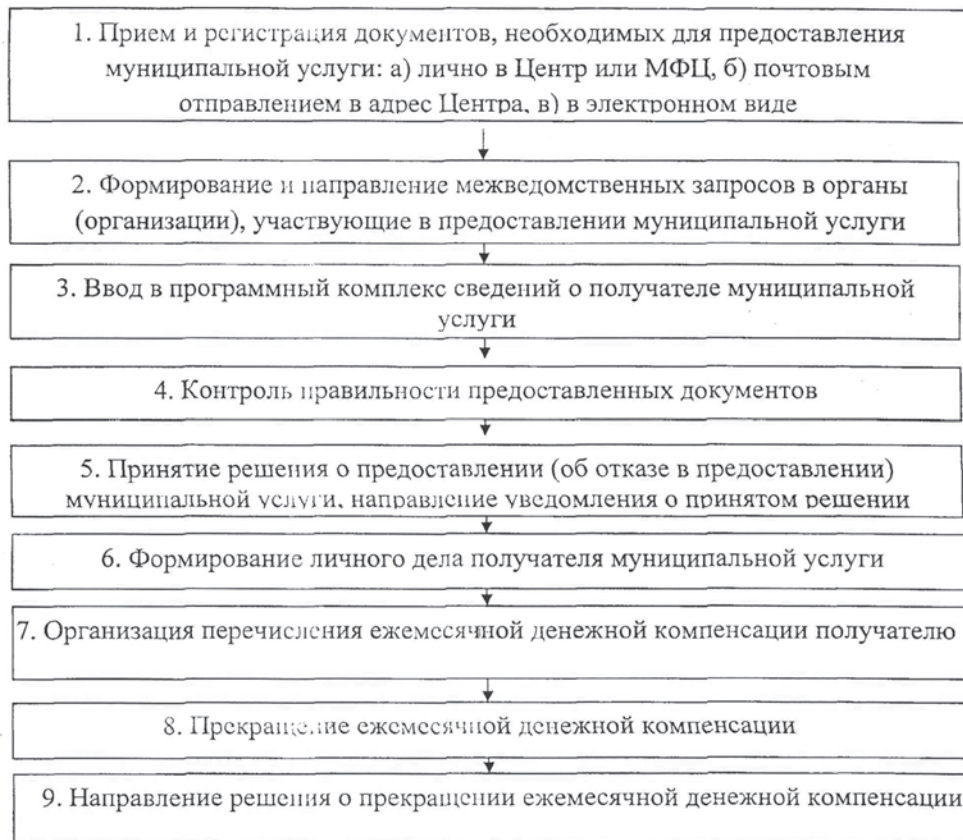 1. Прием и регистрация документов, необходимых для предоставления
муниципальной услуги: а) лично в Центр или МФЦ, б) почтовым
отправлением в адрес Центра, в) в электронном виде
2. Формирование и направление межведомственных запросов в органы
(организации), участвующие в предоставлении муниципальной услуги
3. Ввод в программный комплекс сведений о получателе муниципальной
услуги
4. Контроль правильности предоставленных документов
5. Принятие решения о предоставлении (об отказе в предоставлении)
муниципальной услуги, направление уведомления о принятом решении
6. Формирование личного дела получателя муниципальной услуги
7. Организация перечисления ежемесячной денежной компенсации получателю
8. Прекращение ежемесячной денежной компенсации
9. Направление решения о прекращении ежемесячной денежной компенсации